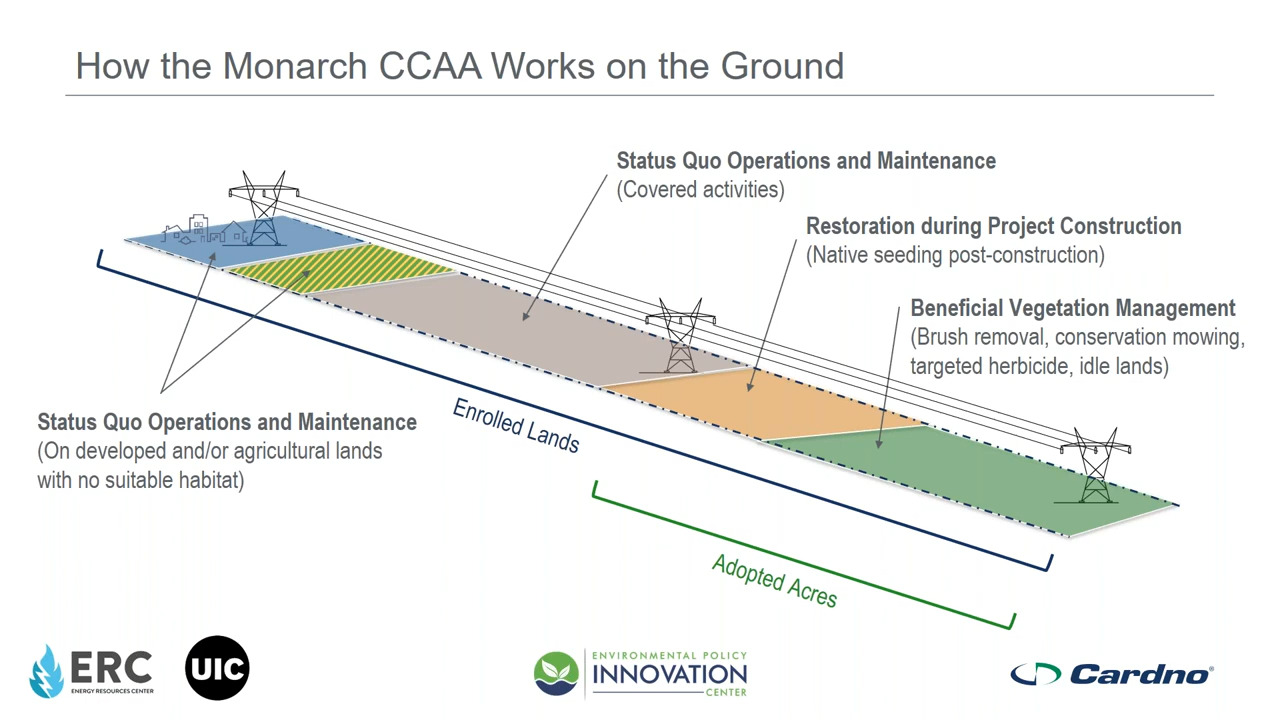 How the Monarch CCAA Works on the Ground
Status Quo Operations and Maintenance
(Covered activities)
Restoration during Project Construction
(Native seeding post-construction)
Beneficial Vegetation Management
(Brush removal, conservation mowing,
targeted herbicide, idle lands)
Status Quo Operations and Maintenance
(On developed and/or agricultural lands
with no suitable habitat)
Enrolled Lands
Adopted Acres
ERC
ENERGY RESOURCES CENTER
UIC
ENVIRONMENTAL POLICY
INNOVATION
CENTER
Cardno®